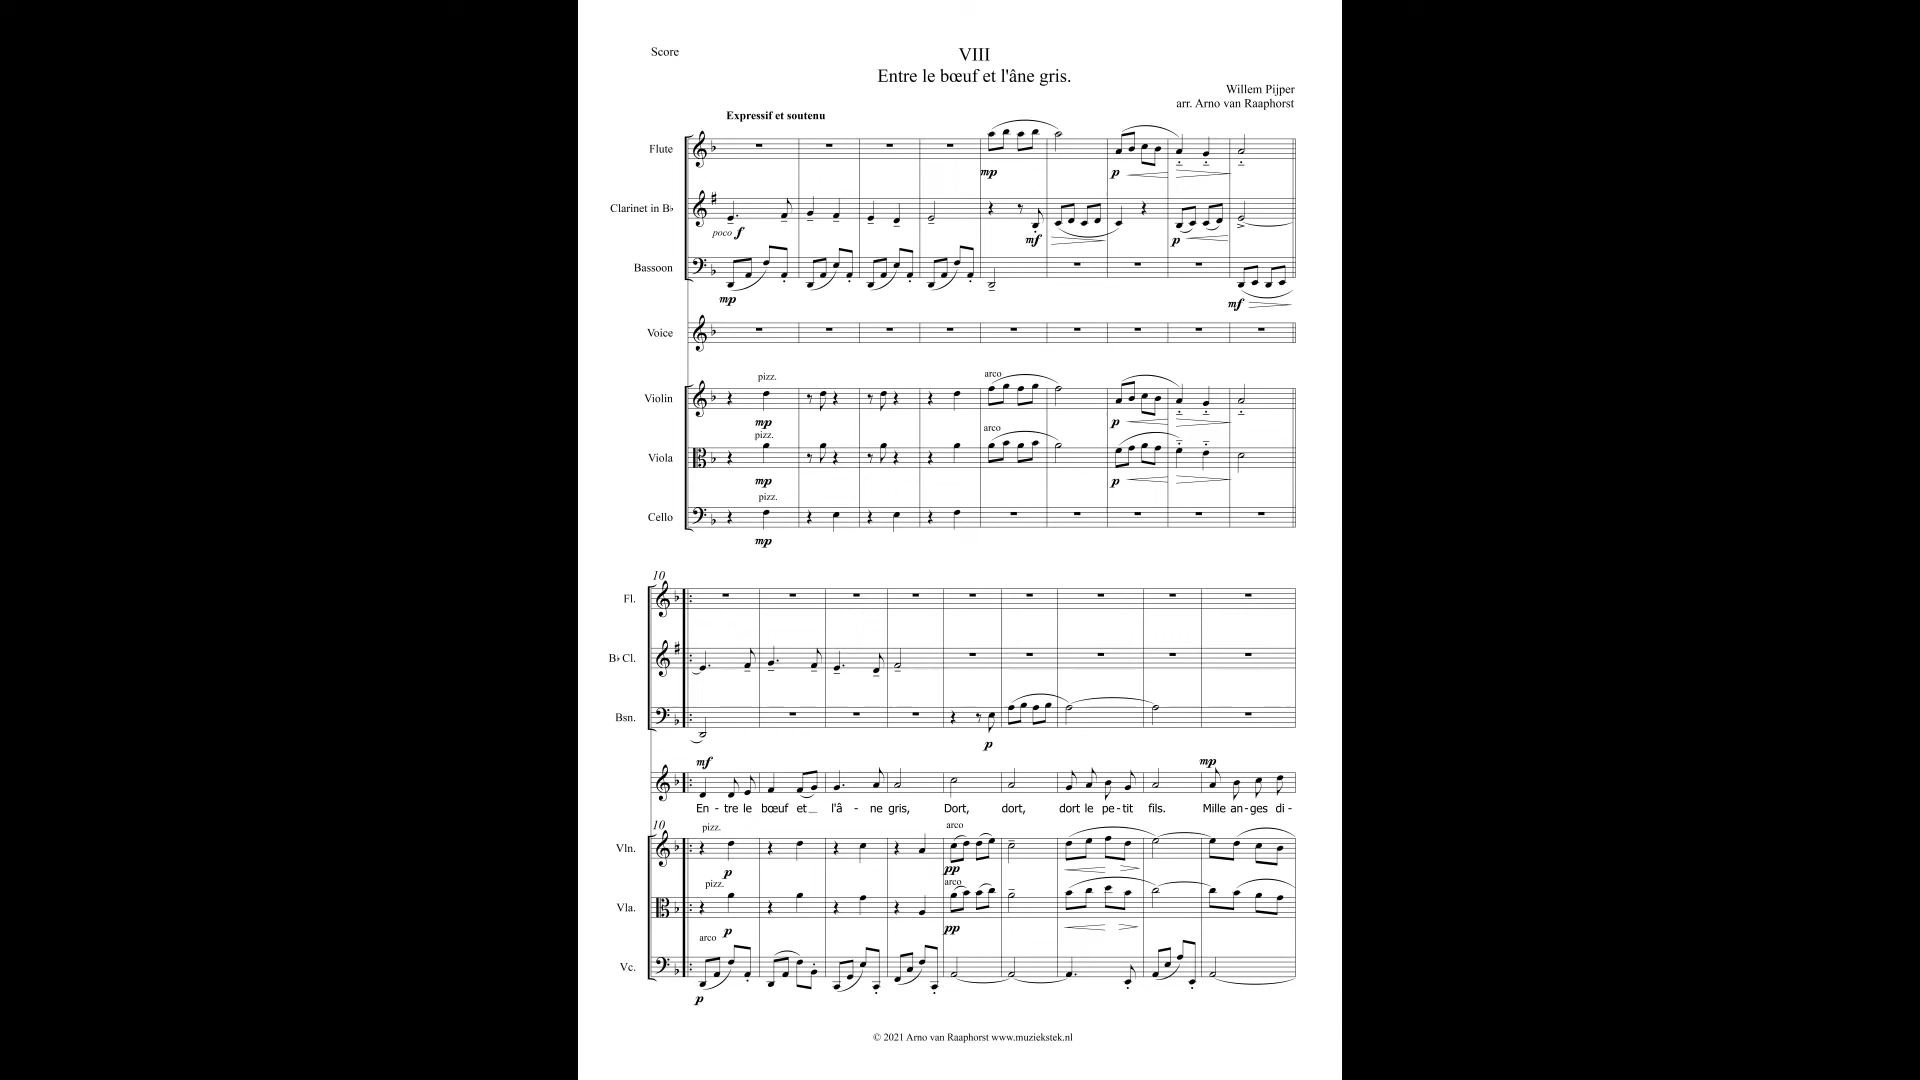 Score
VIII
Entre le bœuf et l'âne gris.
Willem Pijper
arr. Arno van Raaphorst
Expressif et soutenu
Flute
mp
p
Clarinet in B♭
poco f
mf
p
Bassoon
mp
mf
Voice
pizz.
arco
Violin
mp
p
pizz.
arco
Viola
mp
p
pizz.
Cello
mp
10
Fl.
B♭ Cl.
Bsn.
p
mf
mp
En - tre le bœuf et__ l'â - ne gris, Dort, dort, dort le pe - tit fils. Mille an - ges di -
10
pizz.
arco
Vln.
p
pp
pizz.
arco
Vla.
p
pp
arco
Vc.
p
© 2021 Arno van Raaphorst www.muziekstek.nl